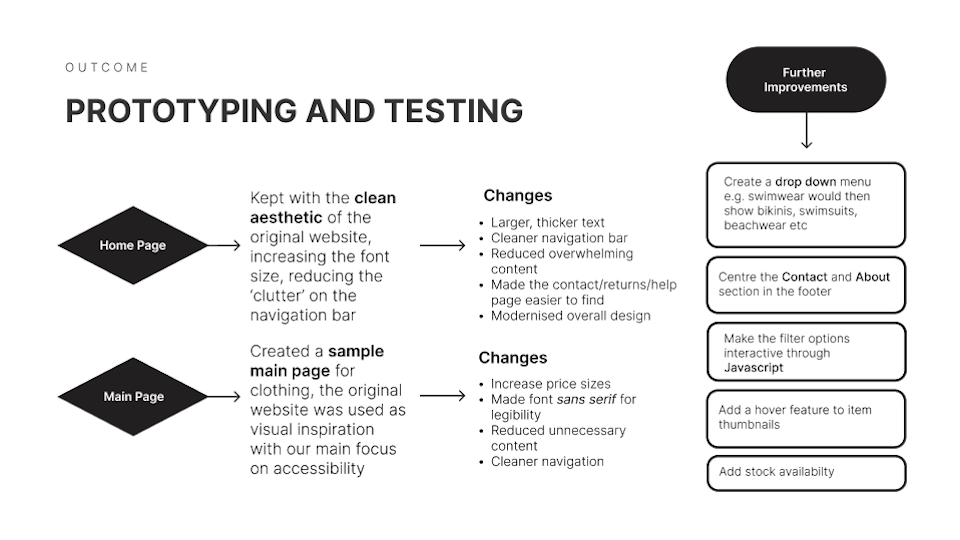 OUTCOME
PROTOTYPING AND TESTING
Home Page
Kept with the clean
aesthetic of the
original website,
increasing the font
size, reducing the
‘clutter’ on the
navigation bar
Changes
• Larger, thicker text
• Cleaner navigation bar
• Reduced overwhelming
content
• Made the contact/returns/help
page easier to find
• Modernised overall design
Main Page
Created a sample
main page for
clothing, the original
website was used as
visual inspiration
with our main focus
on accessibility
Changes
• Increase price sizes
• Made font sans serif for
legibility
• Reduced unnecessary
content
• Cleaner navigation
Further
Improvements
Create a drop down menu
e.g. swimwear would then
show bikinis, swimsuits,
beachwear etc
Centre the Contact and About
section in the footer
Make the filter options
interactive through
Javascript
Add a hover feature to item
thumbnails
Add stock availabilty